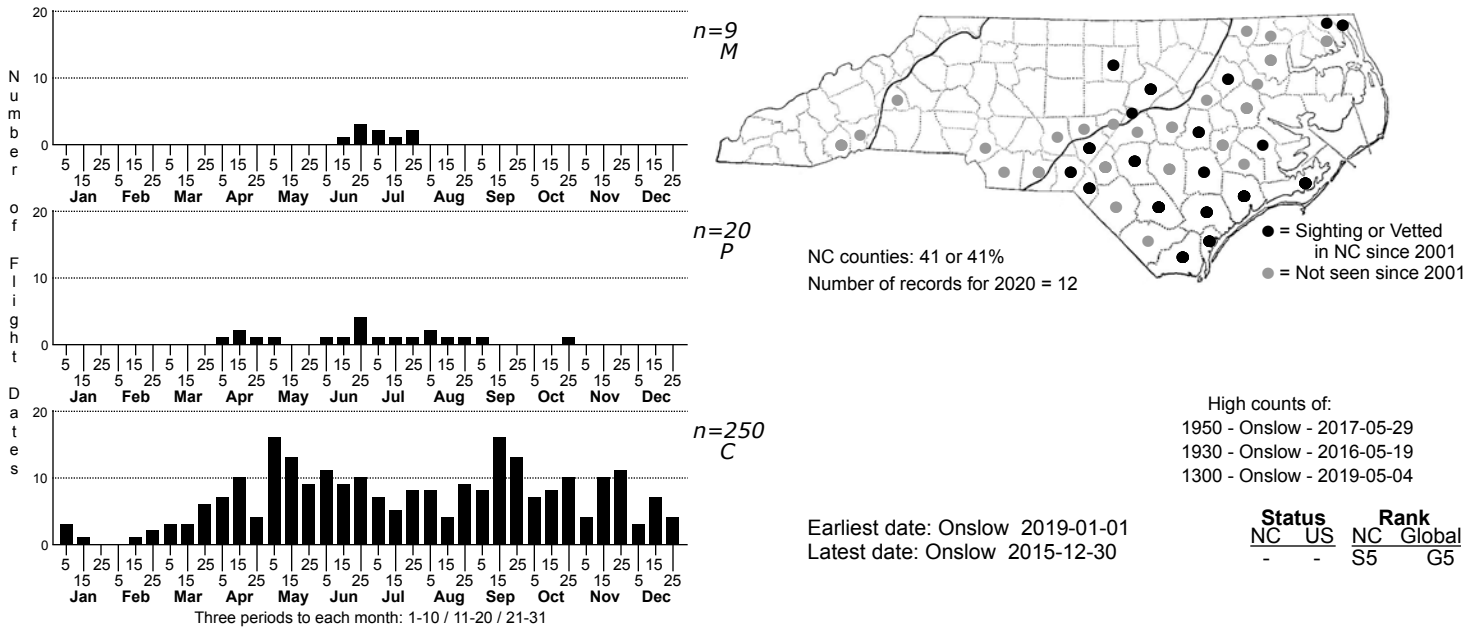 Number of Flight Dates
20
n=9
M
10
0
5 25 15 5 25 15 5 25 15 5 25 15 5 25 15 5 25 15
15 5 25 15 5 25 15 5 25 15 5 25 15 5 25 15 5 25
Jan Feb Mar Apr May Jun Jul Aug Sep Oct Nov Dec
20
n=20
P
10
0
5 25 15 5 25 15 5 25 15 5 25 15 5 25 15 5 25 15
15 5 25 15 5 25 15 5 25 15 5 25 15 5 25 15 5 25
Jan Feb Mar Apr May Jun Jul Aug Sep Oct Nov Dec
20
n=250
C
10
0
5 25 15 5 25 15 5 25 15 5 25 15 5 25 15 5 25 15
15 5 25 15 5 25 15 5 25 15 5 25 15 5 25 15 5 25
Jan Feb Mar Apr May Jun Jul Aug Sep Oct Nov Dec
Three periods to each month: 1-10 / 11-20 / 21-31
NC counties: 41 or 41%
Number of records for 2020 = 12
= Sighting or Vetted
in NC since 2001
= Not seen since 2001
High counts of:
1950 - Onslow - 2017-05-29
1930 - Onslow - 2016-05-19
1300 - Onslow - 2019-05-04
Earliest date: Onslow 2019-01-01
Latest date: Onslow 2015-12-30
Status Rank
NC US NC Global
- - S5 G5